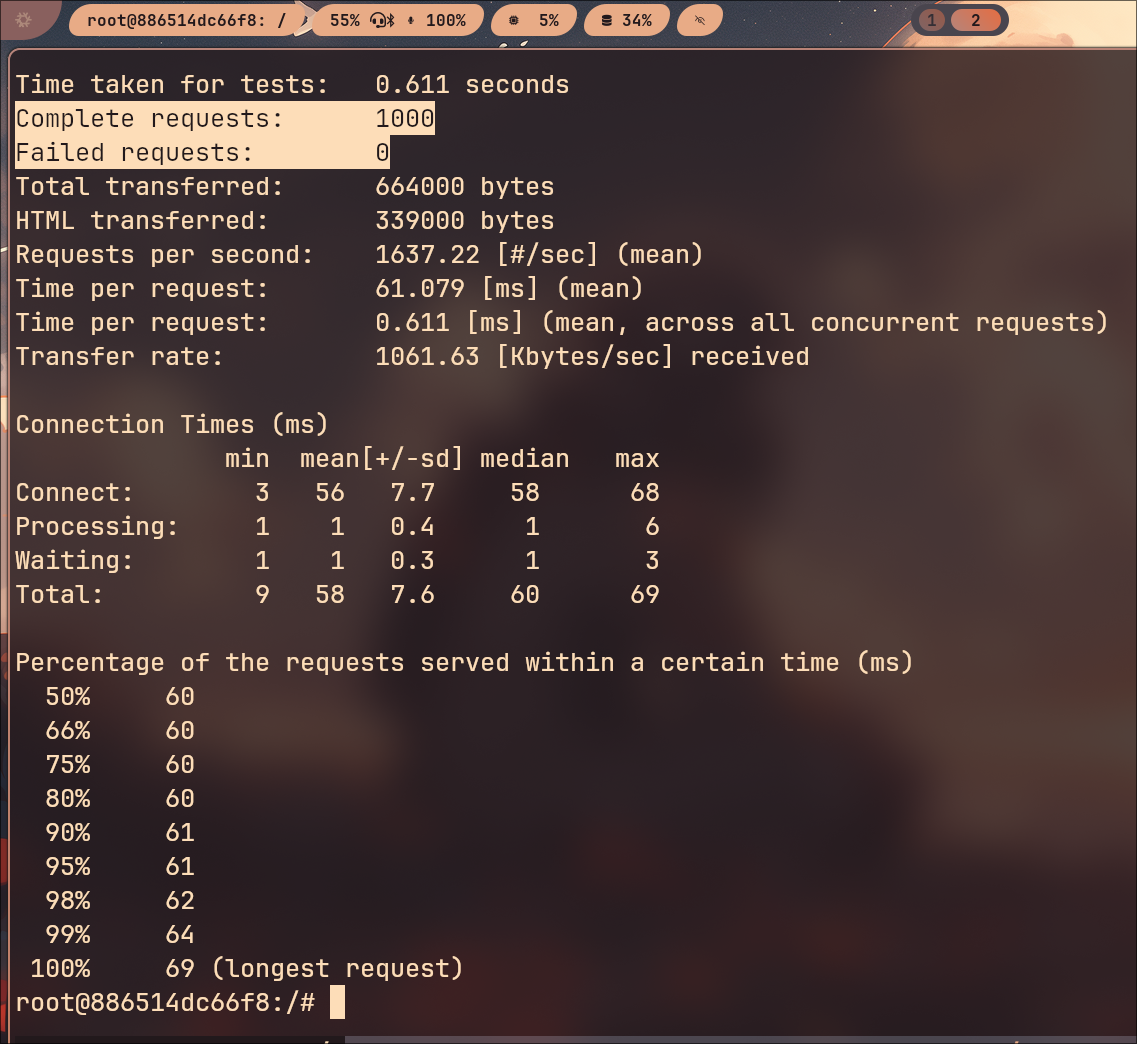 root@886514dc66f8: / 55% 100% 5% 34% 1 2
Time taken for tests:   0.611 seconds
Complete requests:      1000
Failed requests:        0
Total transferred:      664000 bytes
HTML transferred:       339000 bytes
Requests per second:    1637.22 [#/sec] (mean)
Time per request:       61.079 [ms] (mean)
Time per request:       0.611 [ms] (mean, across all concurrent requests)
Transfer rate:          1061.63 [Kbytes/sec] received
Connection Times (ms)
              min  mean[+/-sd] median   max
Connect:        3   56   7.7     58      68
Processing:     1    1   0.4      1       6
Waiting:        1    1   0.3      1       3
Total:          9   58   7.6     60      69
Percentage of the requests served within a certain time (ms)
  50%     60
  66%     60
  75%     60
  80%     60
  90%     61
  95%     61
  98%     62
  99%     64
 100%     69 (longest request)
root@886514dc66f8:/#